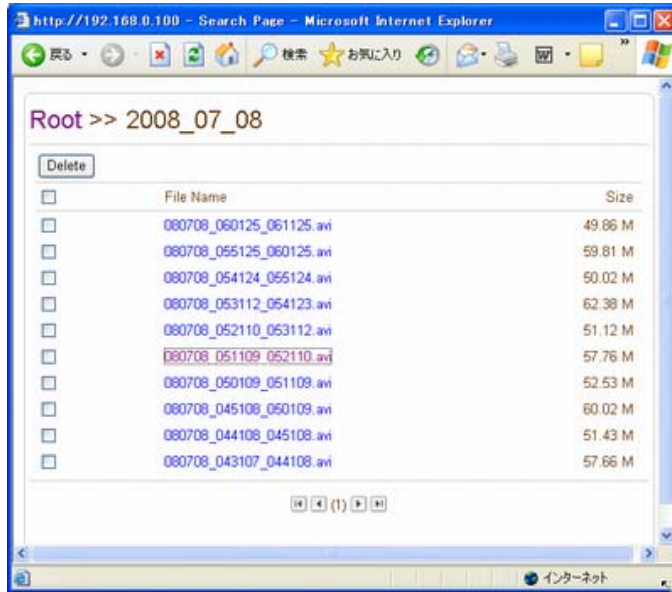 http://192.168.0.100 - Search Page - Microsoft Internet Explorer
戻る 検索 お気に入り
Root >> 2008_07_08
Delete
File Name Size
080708_060125_061125.avi 49.86 M
080708_055125_060125.avi 59.81 M
080708_054124_055124.avi 50.02 M
080708_053112_054123.avi 62.38 M
080708_052110_053112.avi 51.12 M
080708_051109_052110.avi 57.76 M
080708_050109_051109.avi 52.53 M
080708_045108_050109.avi 60.02 M
080708_044108_045108.avi 51.43 M
080708_043107_044108.avi 57.66 M
(1)
インターネット